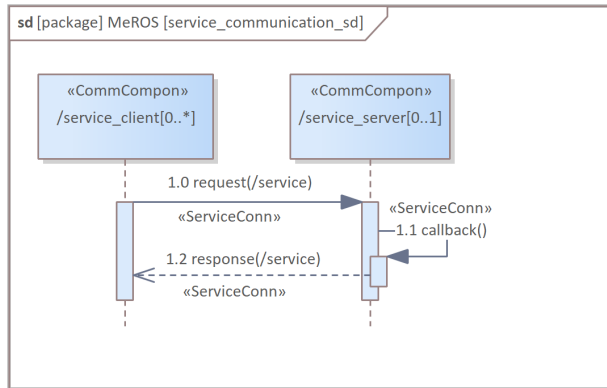 sd [package] MeROS [service_communication_sd]
«CommCompon»
/service_client[0..*]
«CommCompon»
/service_server[0..1]
1.0 request(/service)
«ServiceConn»
«ServiceConn»
1.1 callback()
1.2 response(/service)
«ServiceConn»